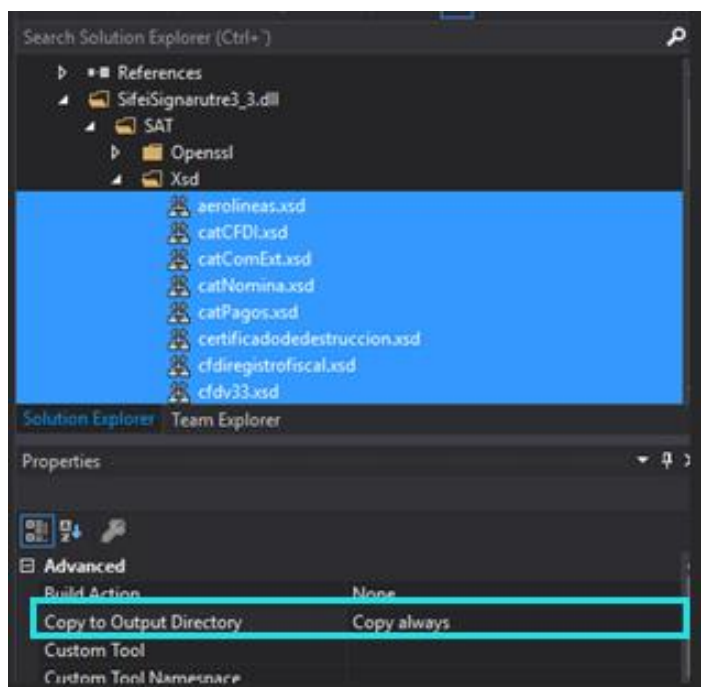 Search Solution Explorer (Ctrl+`)
References
SifeiSignarutre3_3.dll
SAT
Openssl
Xsd
aerolineas.xsd
catCFDI.xsd
catComExt.xsd
catNomina.xsd
catPagos.xsd
certificadodedestruccion.xsd
cfdiregistrofiscal.xsd
cfdv33.xsd
Solution Explorer Team Explorer
Properties
Advanced
Build Action None
Copy to Output Directory Copy always
Custom Tool
Custom Tool Namespace